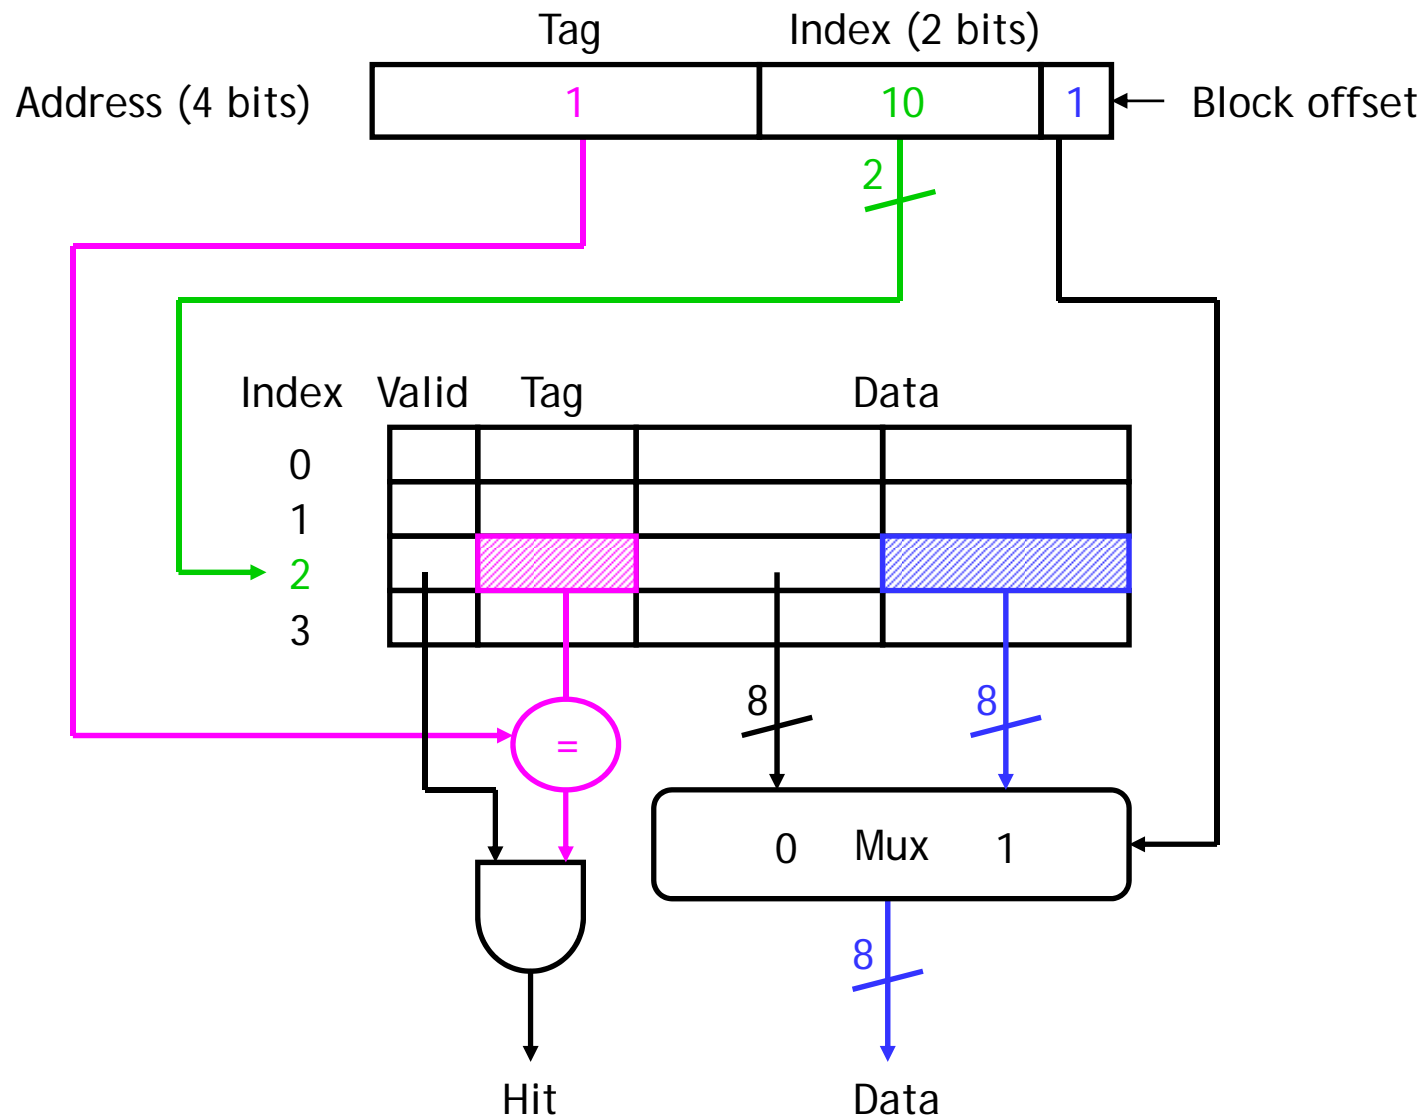 Tag Index (2 bits)
Address (4 bits) 1 10 1 Block offset
2
Index Valid Tag Data
0
1
2
3
8 8
=
0 Mux 1
8
Hit Data